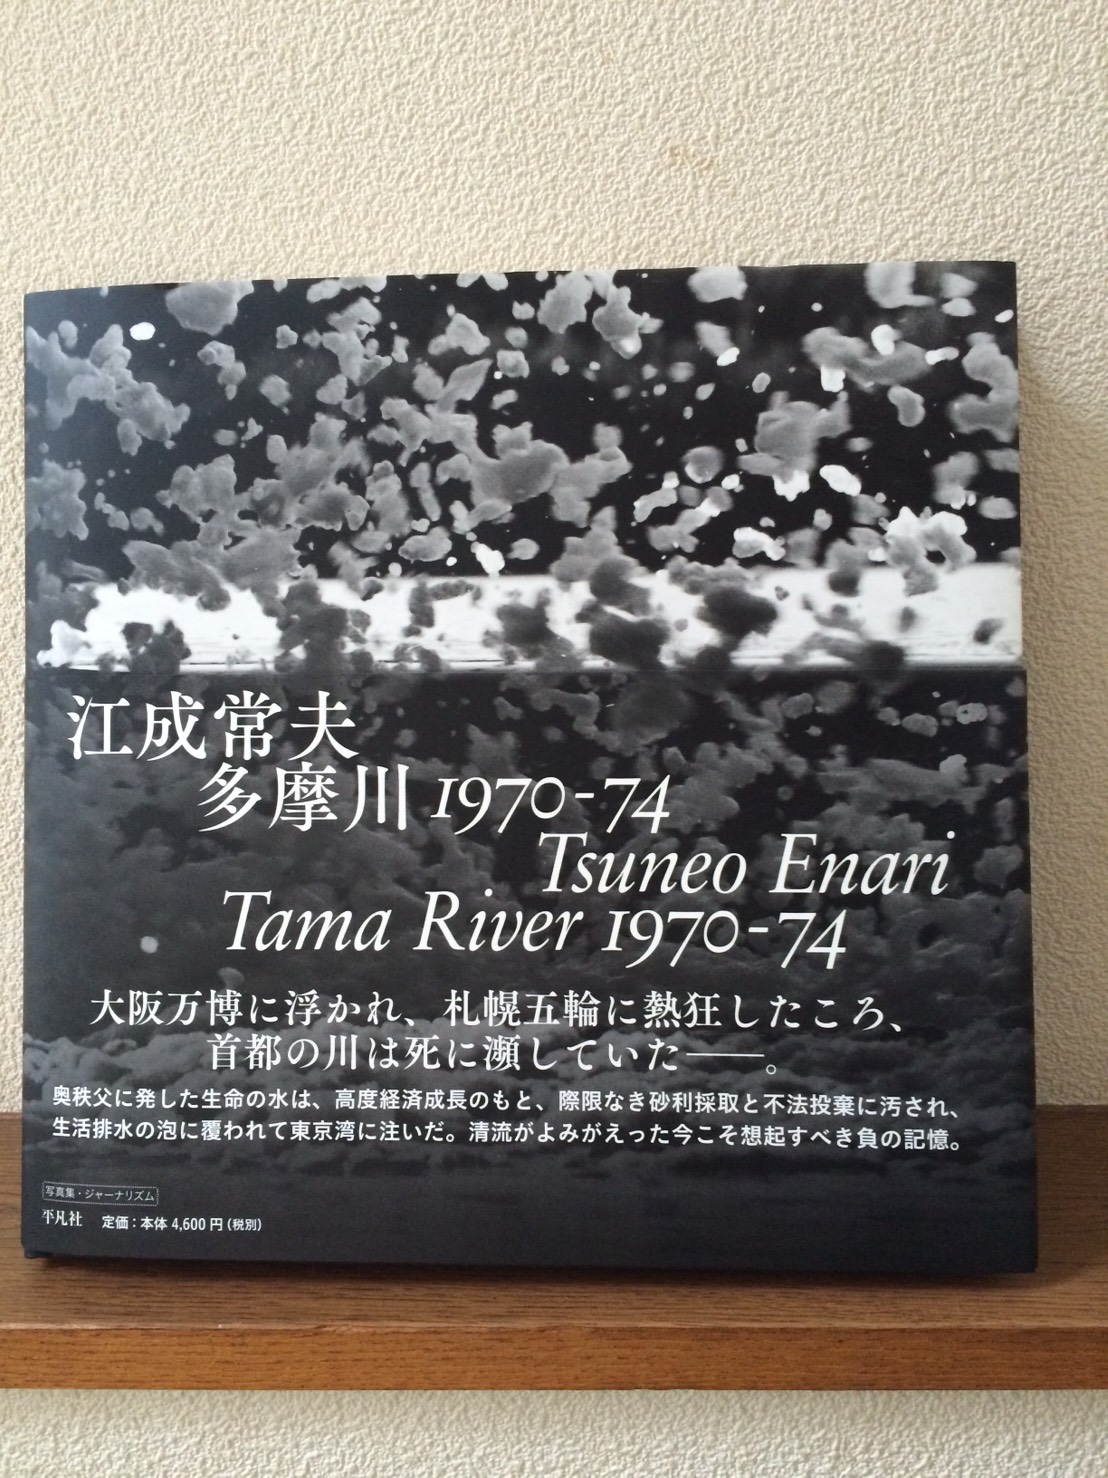 江成常夫
多摩川 1970-74
Tsuneo Enari
Tama River 1970-74
大阪万博に浮かれ、札幌五輪に熱狂したころ、
首都の川は死に瀕していた――。
奥秩父に発した生命の水は、高度経済成長のもと、際限なき砂利採取と不法投棄に汚され、
生活排水の泡に覆われて東京湾に注いだ。清流がよみがえった今こそ想起すべき負の記憶。
写真集・ジャーナリズム
平凡社 定価：本体 4,600 円 (税別)